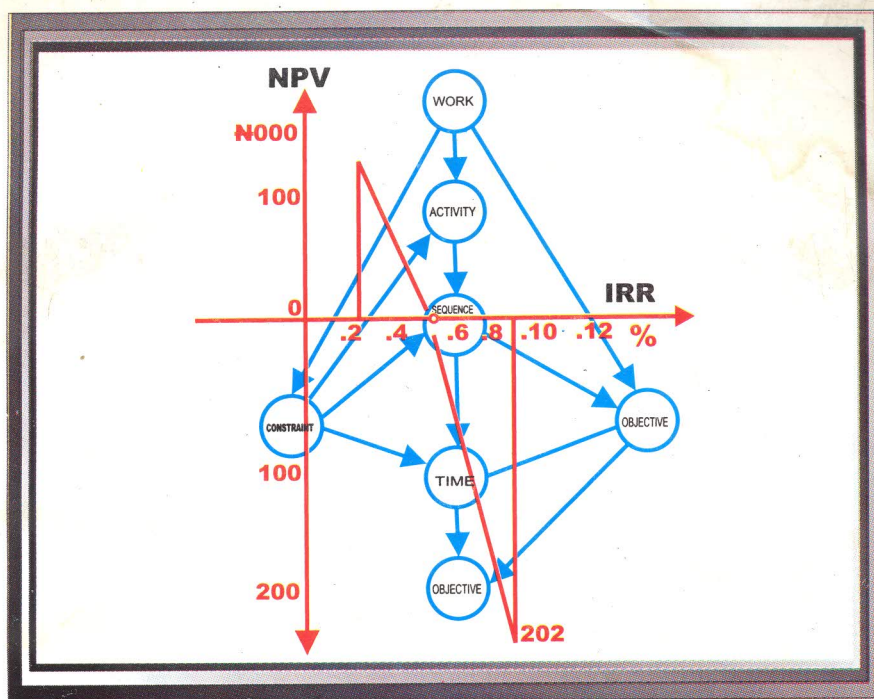 NPV
WORK
₦000
100
ACTIVITY
IRR
0
SEQUENCE
.2 .4 .6 .8 .10 .12 %
CONSTRAINT
OBJECTIVE
100
TIME
200
OBJECTIVE
202